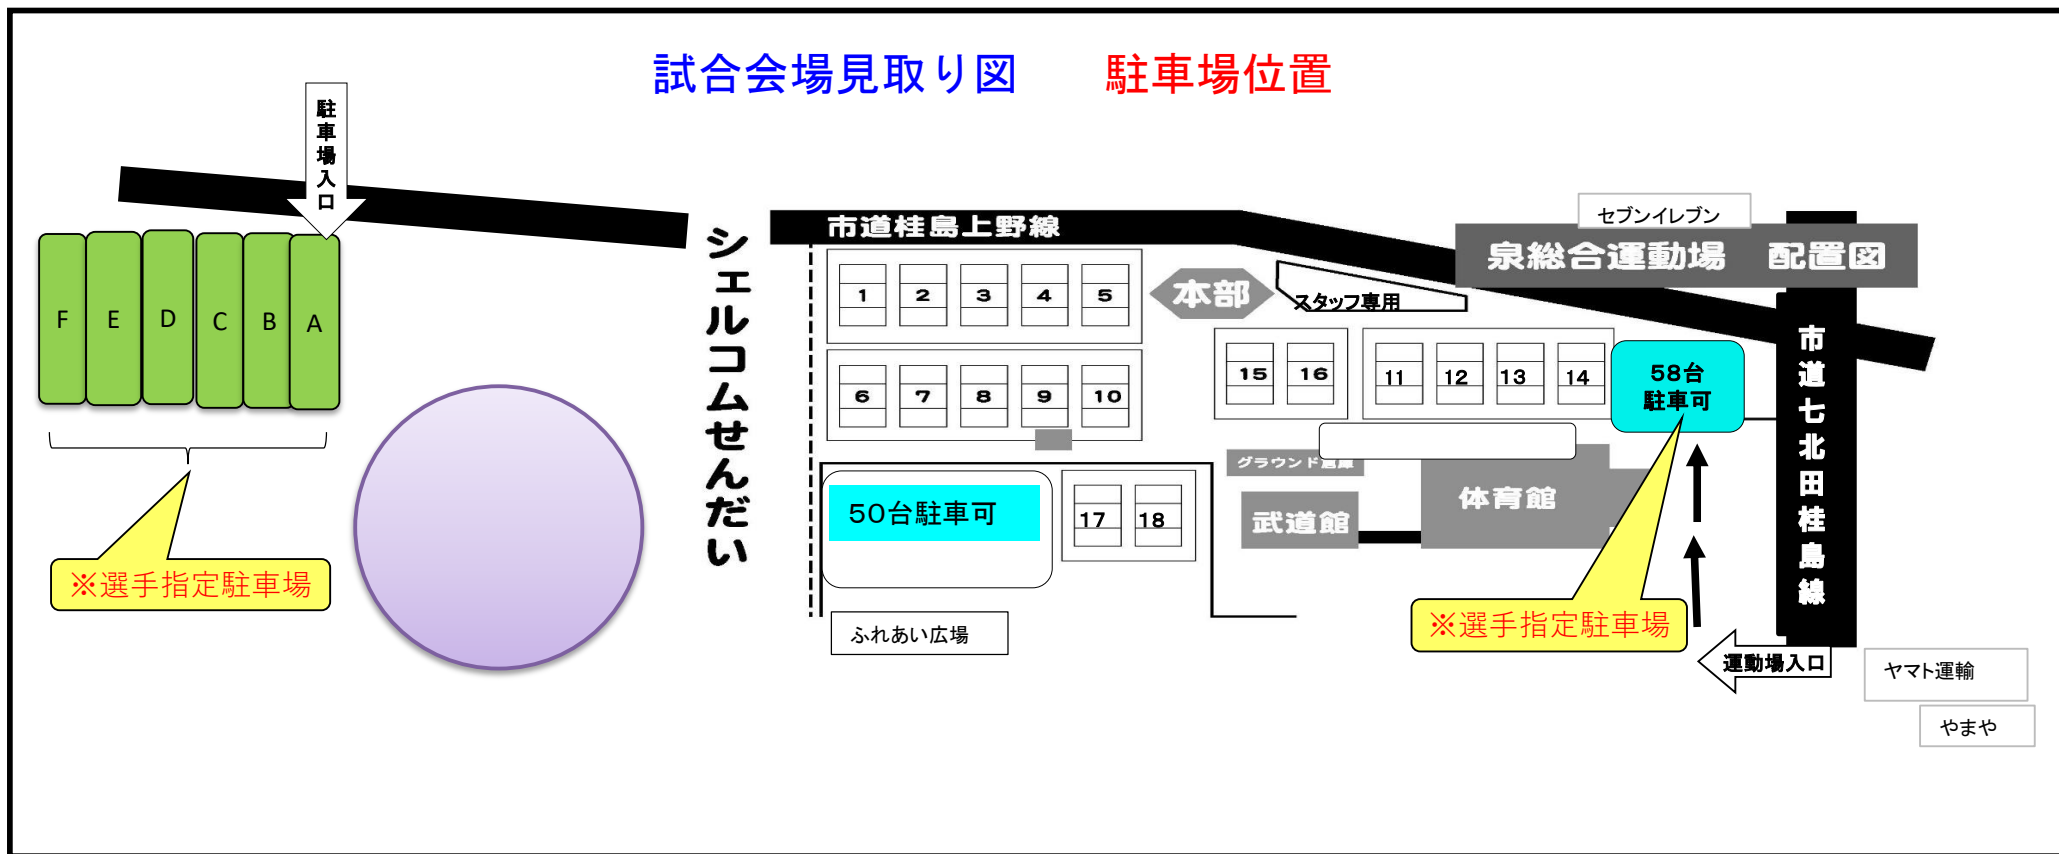 試合会場見取り図 駐車場位置
駐車場入口
F E D C B A
※選手指定駐車場
シェルコムせんだい
市道桂島上野線
1 2 3 4 5
6 7 8 9 10
本部
スタッフ専用
セブンイレブン
泉総合運動場 配置図
15 16 11 12 13 14
58台
駐車可
市道七北田桂島線
50台駐車可
17 18
グラウンド倉庫
武道館
体育館
※選手指定駐車場
ふれあい広場
運動場入口
ヤマト運輸
やまや